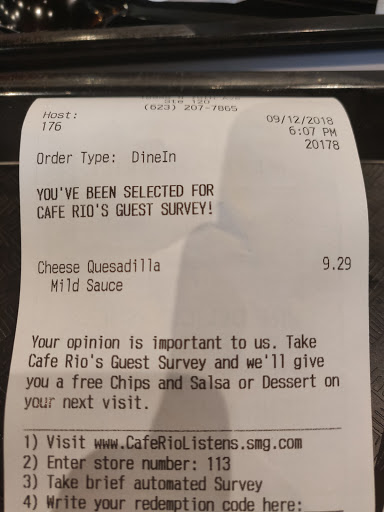 Ste 120
(623) 207-7865
Host: 09/12/2018
176 6:07 PM
20178
Order Type: DineIn
YOU'VE BEEN SELECTED FOR
CAFE RIO'S GUEST SURVEY!
Cheese Quesadilla 9.29
Mild Sauce
Your opinion is important to us. Take
Cafe Rio's Guest Survey and we'll give
you a free Chips and Salsa or Dessert on
your next visit.
1) Visit www.CafeRioListens.smg.com
2) Enter store number: 113
3) Take brief automated Survey
4) Write your redemption code here: